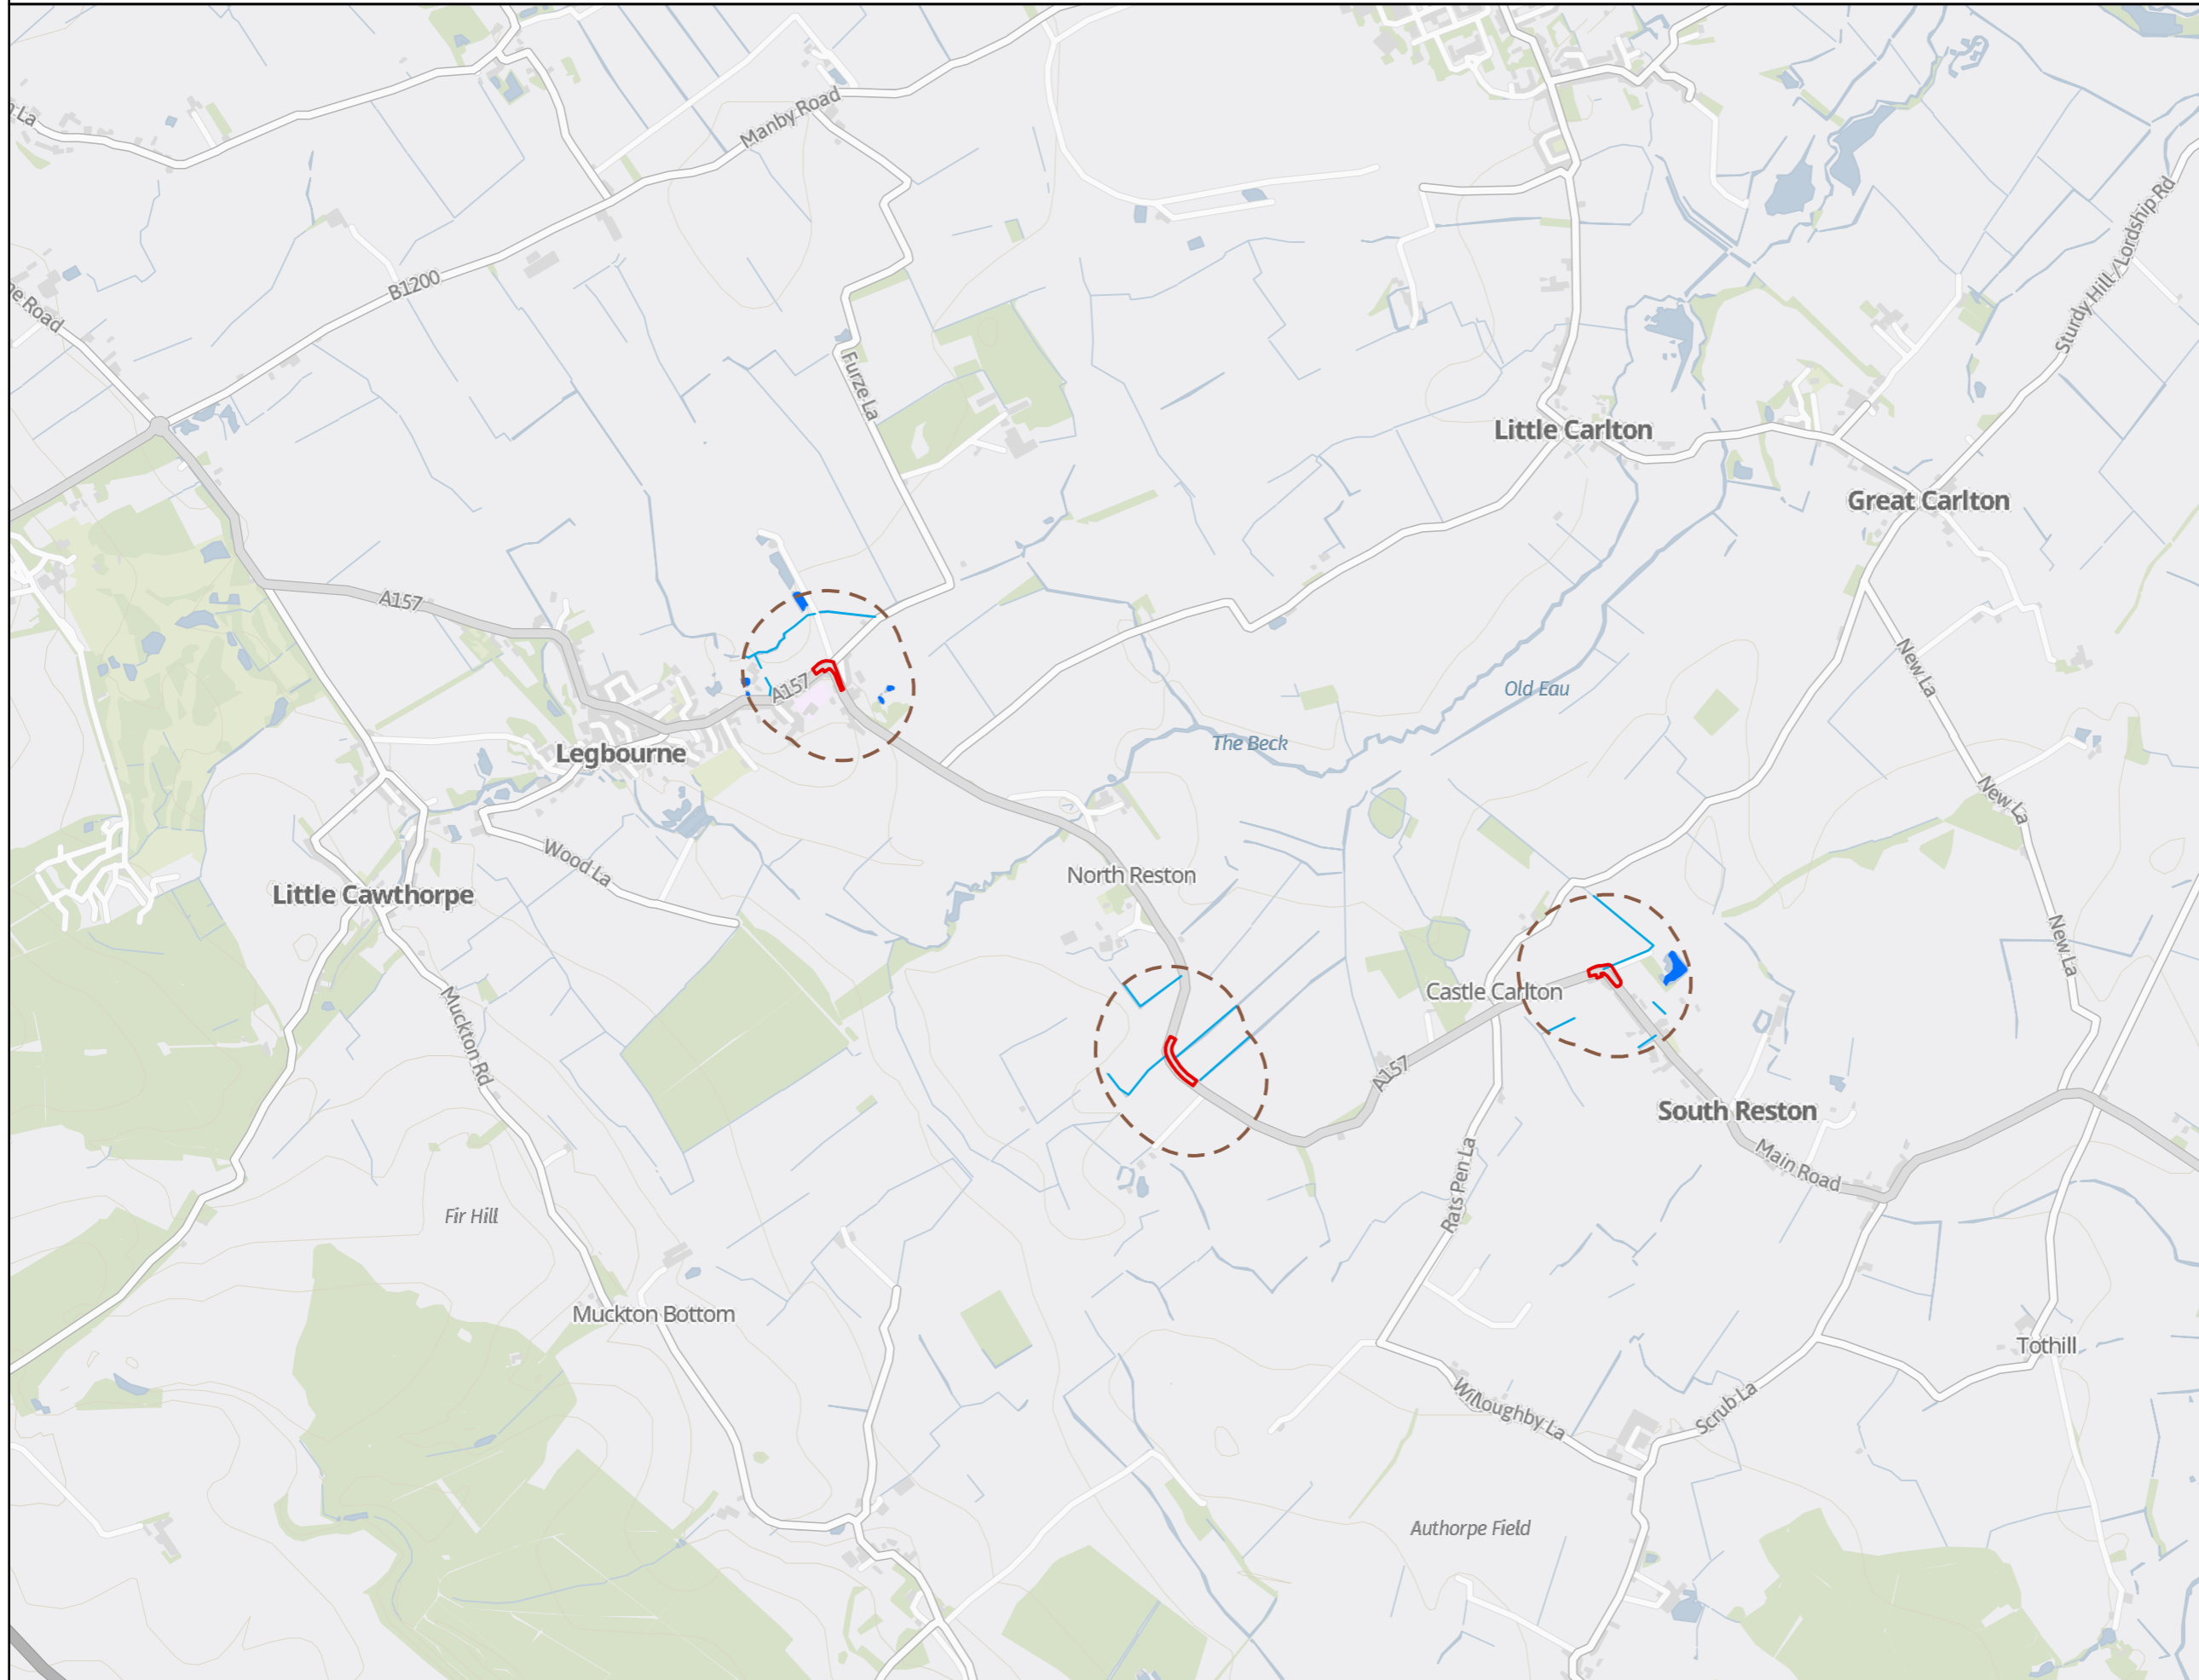 Manby Road
La
B1200
Road
Sturdy Hill / Lordship Rd
Furze La
Little Carlton
Great Carlton
A157
New La
A157
Old Eau
The Beck
Legbourne
New La
Wood La
North Reston
Little Cawthorpe
New La
Castle Carlton
Muckton Rd
A157
South Reston
Main Road
Rats Pen La
Fir Hill
Muckton Bottom
Tothill
Willoughby La
Scrub La
Authorpe Field